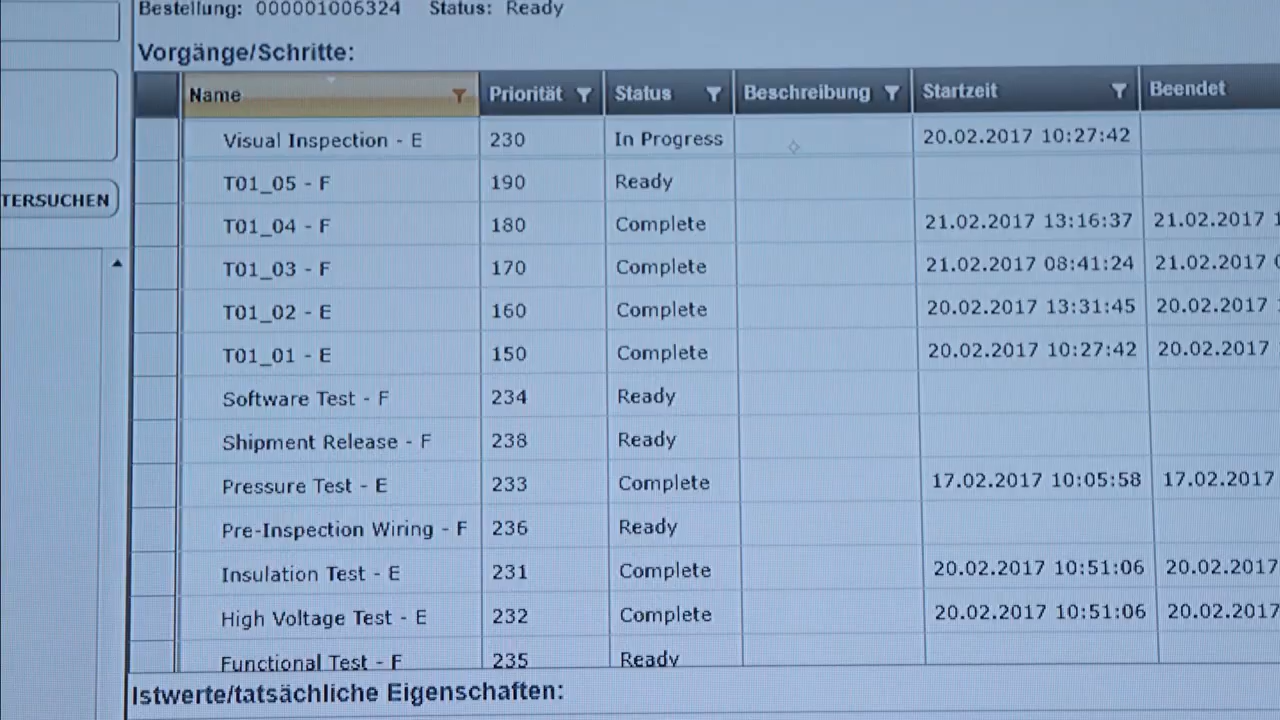 Bestellung: 000001006324 Status: Ready
Vorgänge/Schritte:
Name Priorität Status Beschreibung Startzeit Beendet
Visual Inspection - E 230 In Progress 20.02.2017 10:27:42
T01_05 - F 190 Ready
TERSUCHEN
T01_04 - F 180 Complete 21.02.2017 13:16:37 21.02.2017
T01_03 - F 170 Complete 21.02.2017 08:41:24 21.02.2017
T01_02 - E 160 Complete 20.02.2017 13:31:45 20.02.2017
T01_01 - E 150 Complete 20.02.2017 10:27:42 20.02.2017
Software Test - F 234 Ready
Shipment Release - F 238 Ready
Pressure Test - E 233 Complete 17.02.2017 10:05:58 17.02.2017
Pre-Inspection Wiring - F 236 Ready
Insulation Test - E 231 Complete 20.02.2017 10:51:06 20.02.2017
High Voltage Test - E 232 Complete 20.02.2017 10:51:06 20.02.2017
Functional Test - F 235 Ready
Istwerte/tatsächliche Eigenschaften: